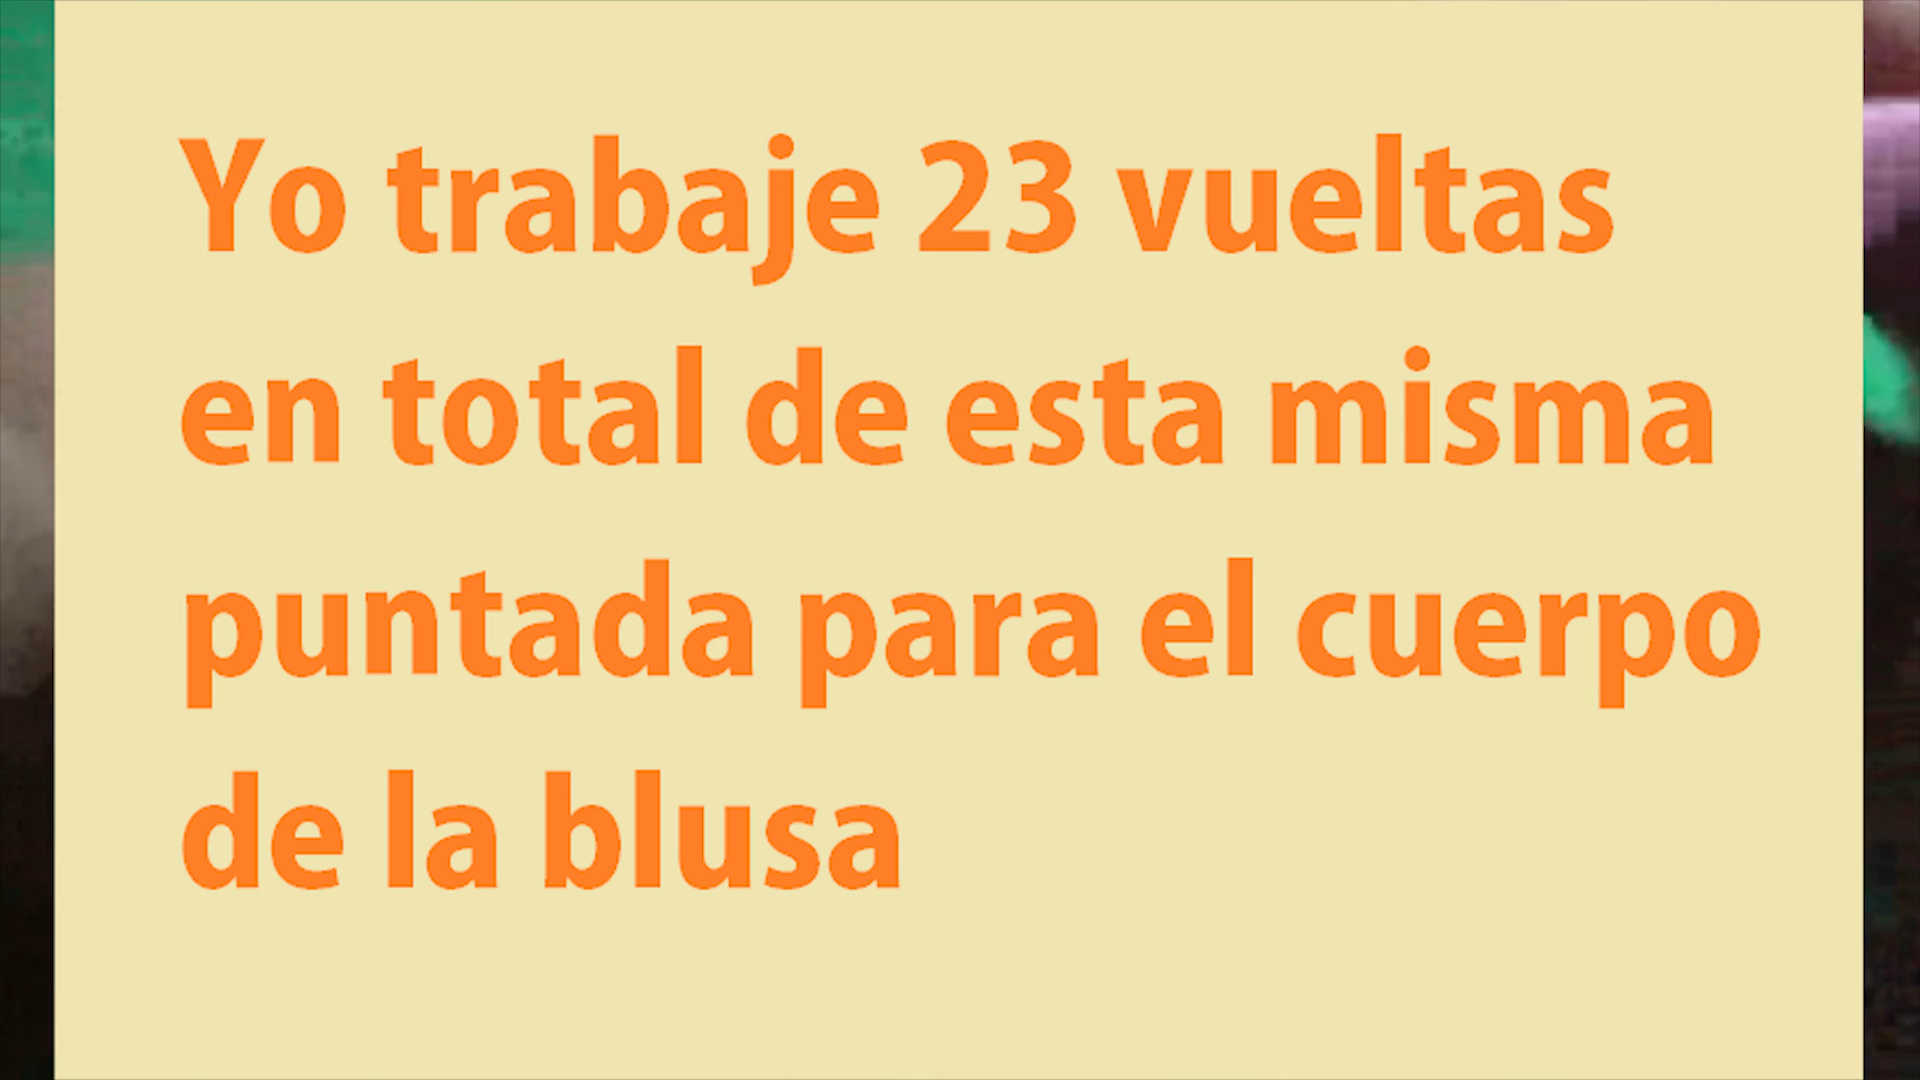 Yo trabaje 23 vueltas
en total de esta misma
puntada para el cuerpo
de la blusa